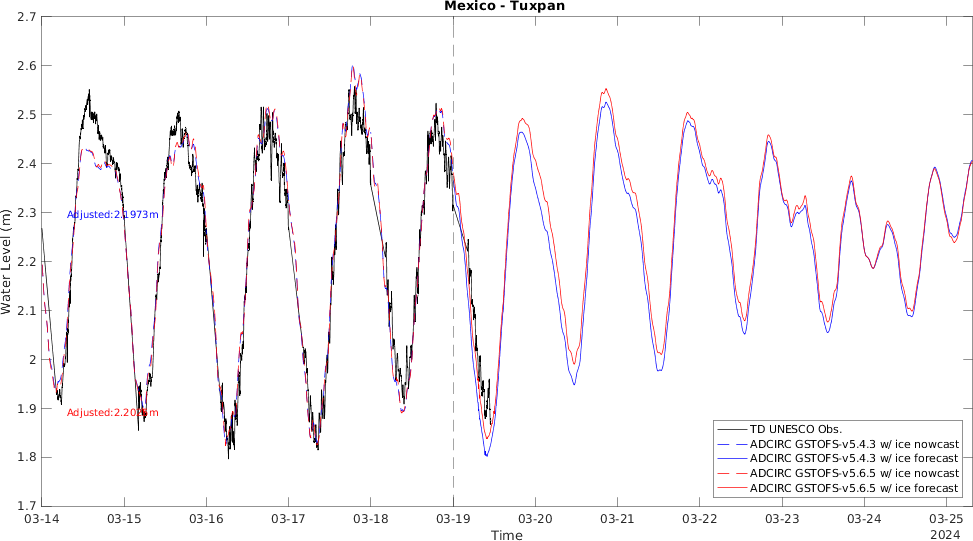 Mexico - Tuxpan
Water Level (m)
2.7
2.6
2.5
2.4
2.3
2.2
2.1
2
1.9
1.8
1.7
Adjusted:2.1973m
TD UNESCO Obs.
ADCIRC GSTOFS-v5.4.3 w/ ice nowcast
ADCIRC GSTOFS-v5.4.3 w/ ice forecast
ADCIRC GSTOFS-v5.6.5 w/ ice nowcast
ADCIRC GSTOFS-v5.6.5 w/ ice forecast
03-14 03-15 03-16 03-17 03-18 03-19 03-20 03-21 03-22 03-23 03-24 03-25
2024
Time